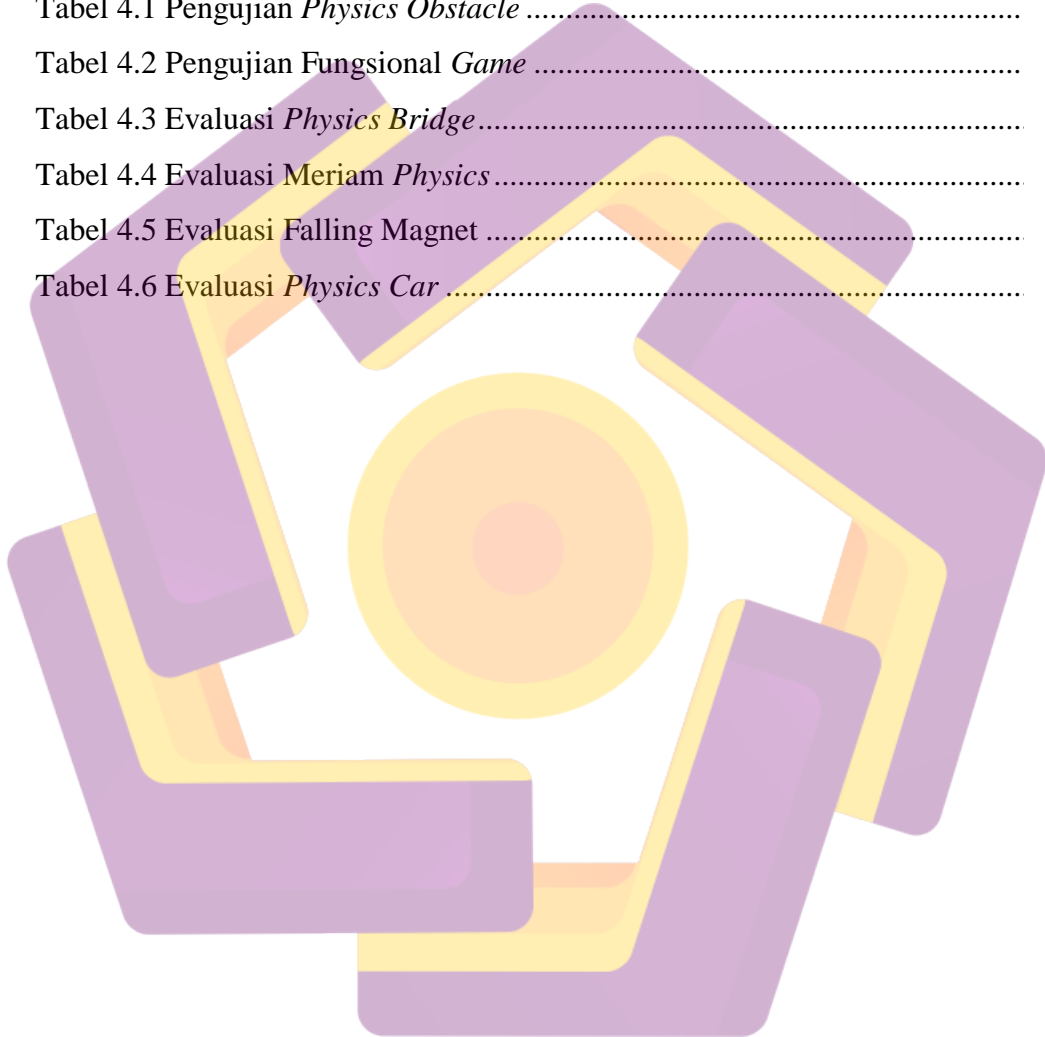 Tabel 4.1 Pengujian Physics Obstacle ..............................................................
Tabel 4.2 Pengujian Fungsional Game .............................................................
Tabel 4.3 Evaluasi Physics Bridge....................................................................
Tabel 4.4 Evaluasi Meriam Physics..................................................................
Tabel 4.5 Evaluasi Falling Magnet ...................................................................
Tabel 4.6 Evaluasi Physics Car ........................................................................